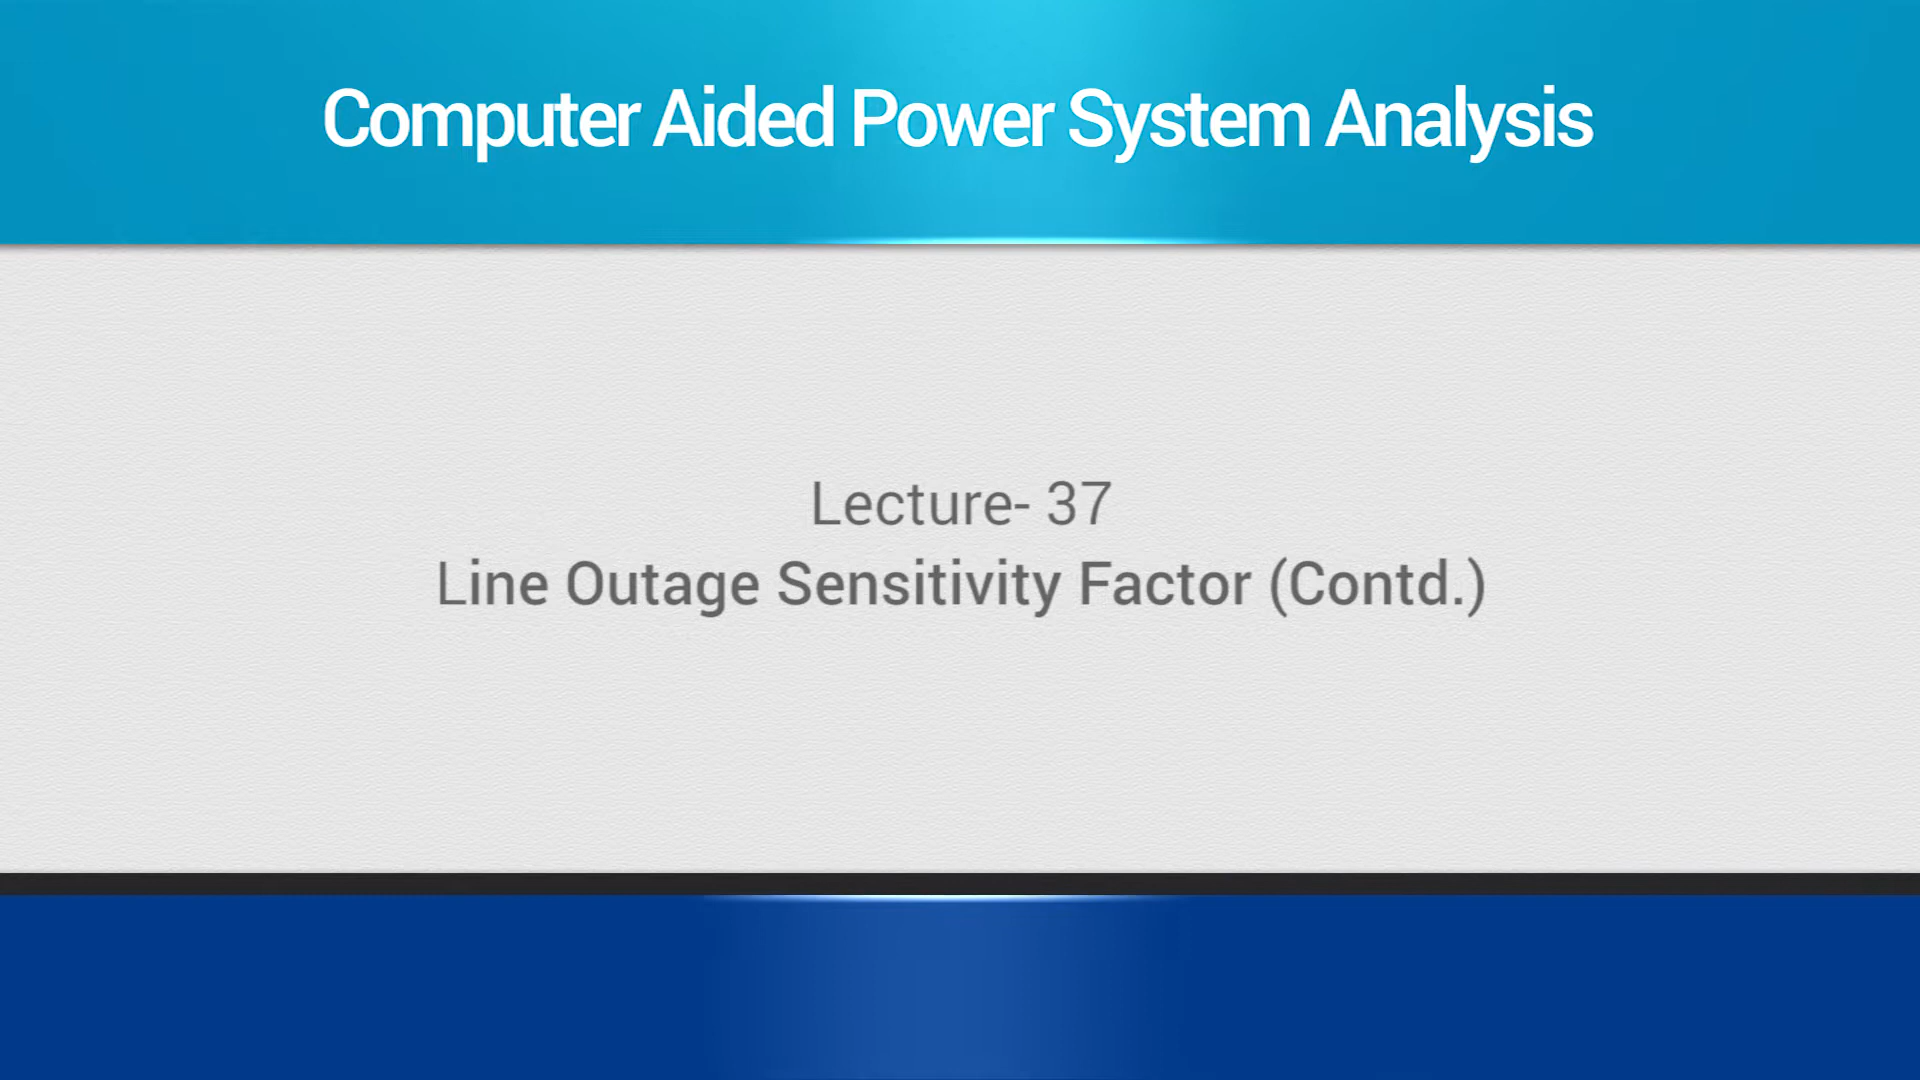 Computer Aided Power System Analysis
Lecture- 37
Line Outage Sensitivity Factor (Contd.)